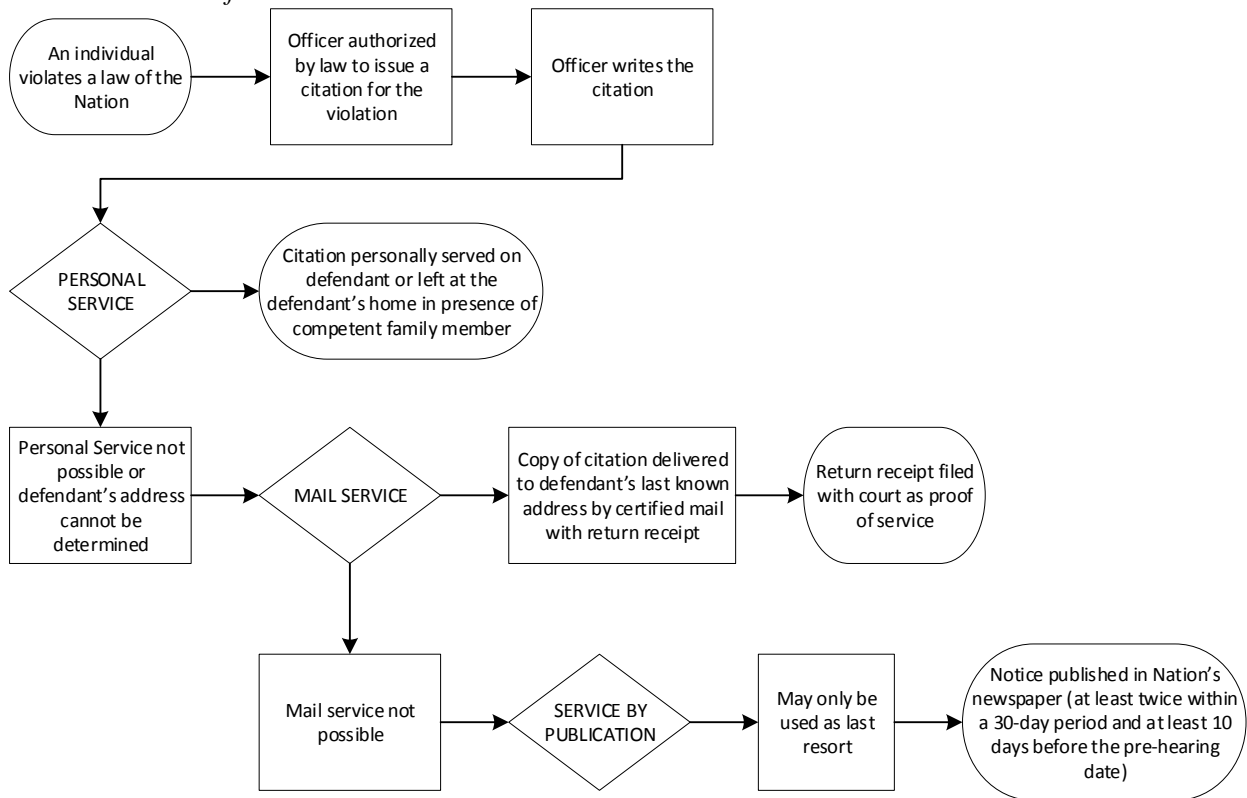 An individual
violates a law of the
Nation
Officer authorized
by law to issue a
citation for the
violation
Officer writes the
citation
PERSONAL
SERVICE
Citation personally served on
defendant or left at the
defendant's home in presence of
competent family member
Personal Service not
possible or
defendant's address
cannot be
determined
MAIL SERVICE
Copy of citation delivered
to defendant's last known
address by certified mail
with return receipt
Return receipt filed
with court as proof
of service
Mail service not
possible
SERVICE BY
PUBLICATION
May only be
used as last
resort
Notice published in Nation's
newspaper (at least twice within
a 30-day period and at least 10
days before the pre-hearing
date)